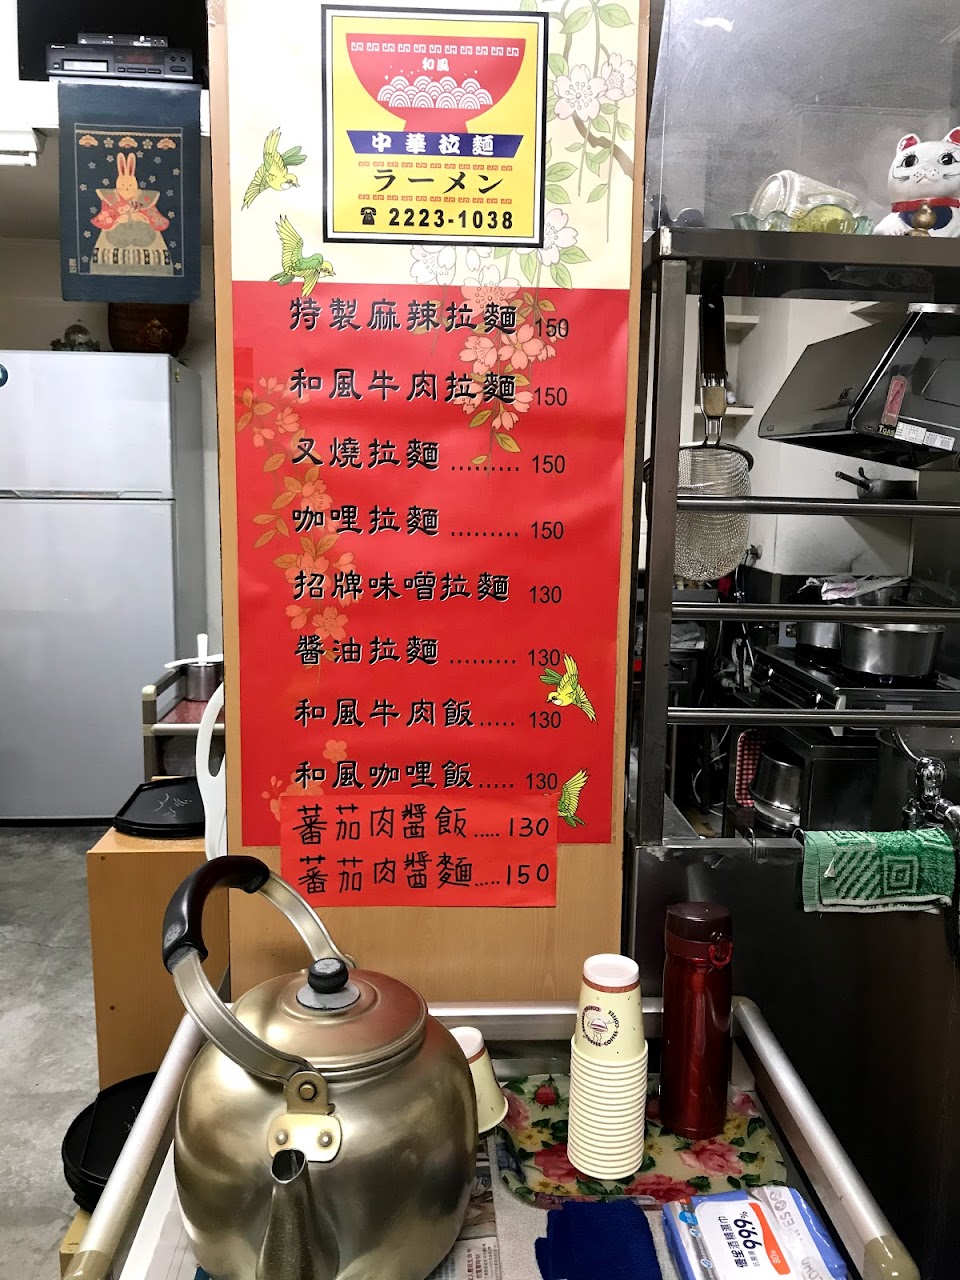 和風
中華拉麵
ラーメン
☎ 2223-1038
特製麻辣拉麵 150
和風牛肉拉麵 150
叉燒拉麵 ......... 150
咖哩拉麵 ......... 150
招牌味噌拉麵 130
醬油拉麵 ......... 130
和風牛肉飯..... 130
和風咖哩飯..... 130
蕃茄肉醬飯.....130
蕃茄肉醬麵.....150
99.9%